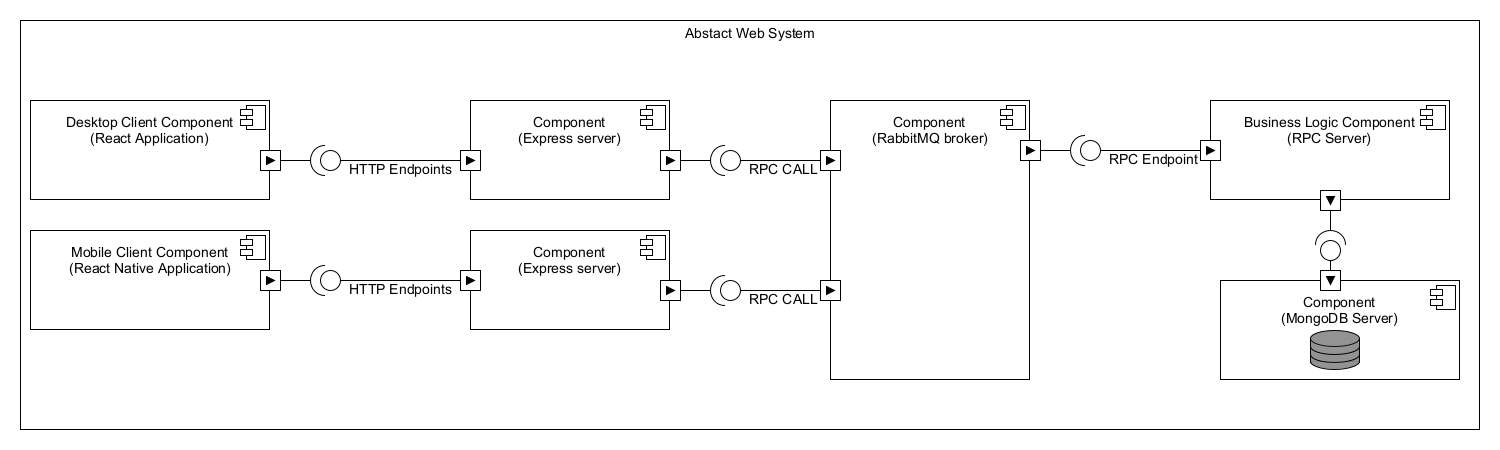 Abstact Web System
Desktop Client Component
(React Application)
HTTP Endpoints
Component
(Express server)
RPC CALL
Component
(RabbitMQ broker)
RPC Endpoint
Business Logic Component
(RPC Server)
Mobile Client Component
(React Native Application)
HTTP Endpoints
Component
(Express server)
RPC CALL
Component
(MongoDB Server)